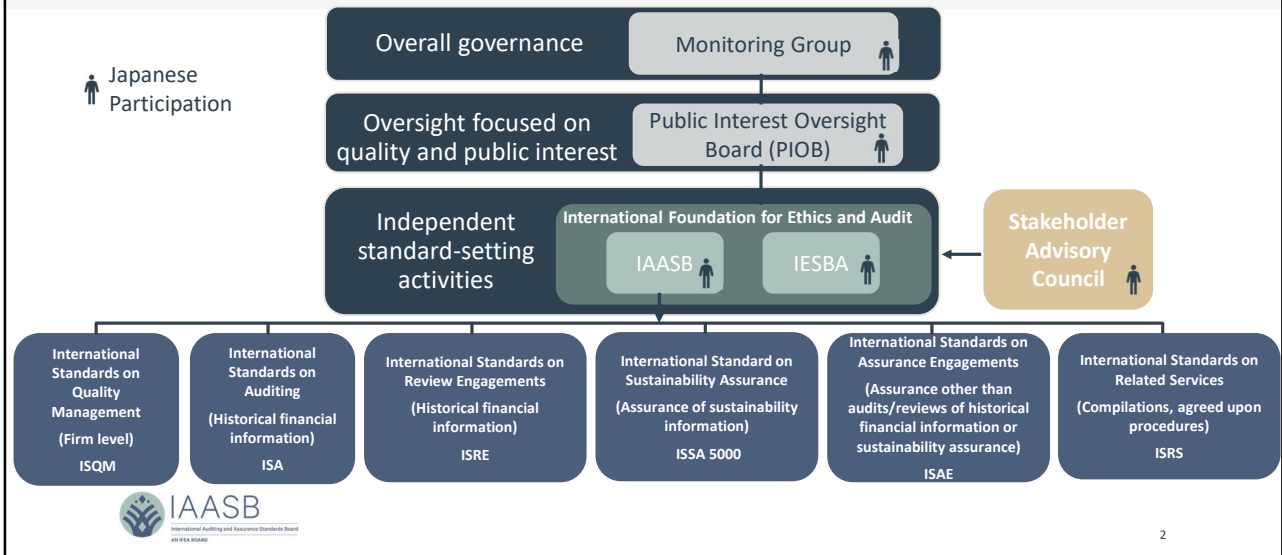 Overall governance
Monitoring Group
Japanese
Participation
Oversight focused on
quality and public interest
Public Interest Oversight
Board (PIOB)
Independent
standard-setting
activities
International Foundation for Ethics and Audit
IAASB
IESBA
Stakeholder
Advisory
Council
International
Standards on
Quality
Management
(Firm level)
ISQM
International
Standards on
Auditing
(Historical financial
information)
ISA
International Standards on
Review Engagements
(Historical financial
information)
ISRE
International Standard on
Sustainability Assurance
(Assurance of sustainability
information)
ISSA 5000
International Standards on
Assurance Engagements
(Assurance other than
audits/reviews of historical
financial information or
sustainability assurance)
ISAE
International Standards on
Related Services
(Compilations, agreed upon
procedures)
ISRS
IAASB
International Auditing and Assurance Standards Board
AN IFEA BOARD
2